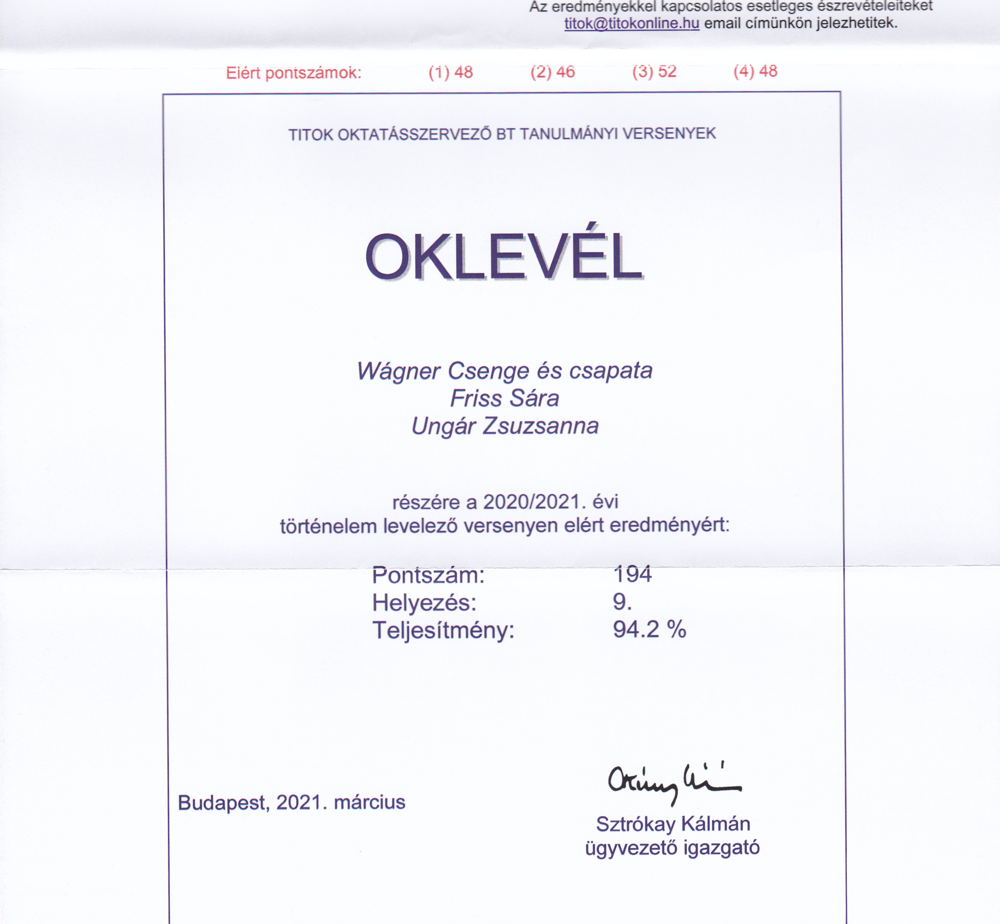 Az eredményekkel kapcsolatos esetleges észrevételeiteket
titok@titokonline.hu email címünkön jelezhetitek.
Elért pontszámok: (1) 48 (2) 46 (3) 52 (4) 48
TITOK OKTATÁSSZERVEZŐ BT TANULMÁNYI VERSENYEK
OKLEVÉL
Wágner Csenge és csapata
Friss Sára
Ungár Zsuzsanna
részére a 2020/2021. évi
történelem levelező versenyen elért eredményért:
Pontszám: 194
Helyezés: 9.
Teljesítmény: 94.2 %
Budapest, 2021. március
Sztrókay Kálmán
ügyvezető igazgató